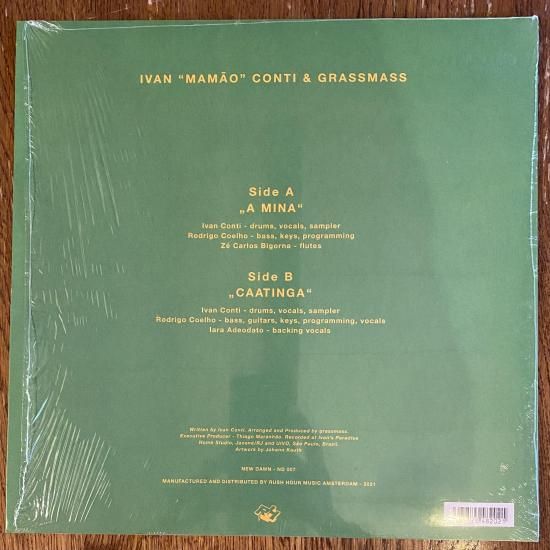 IVAN “MAMÃO” CONTI & GRASSMASS
Side A
„A MINA“
Ivan Conti - drums, vocals, sampler
Rodrigo Coelho - bass, keys, programming
Zé Carlos Bigorna - flutes
Side B
„CAATINGA“
Ivan Conti - drums, vocals, sampler
Rodrigo Coelho - bass, guitars, keys, programming, vocals
Iara Adeodato - backing vocals
Written by Ivan Conti. Arranged and Produced by grassmass.
Executive Producer - Thiago Maranhão. Recorded at Ivan's Paradise
Home Studio, Javonc/RJ and UIVO, São Paulo, Brazil.
Artwork by Johann Kauth
NEW DAWN - ND 007
MANUFACTURED AND DISTRIBUTED BY RUSH HOUR MUSIC AMSTERDAM - 2021